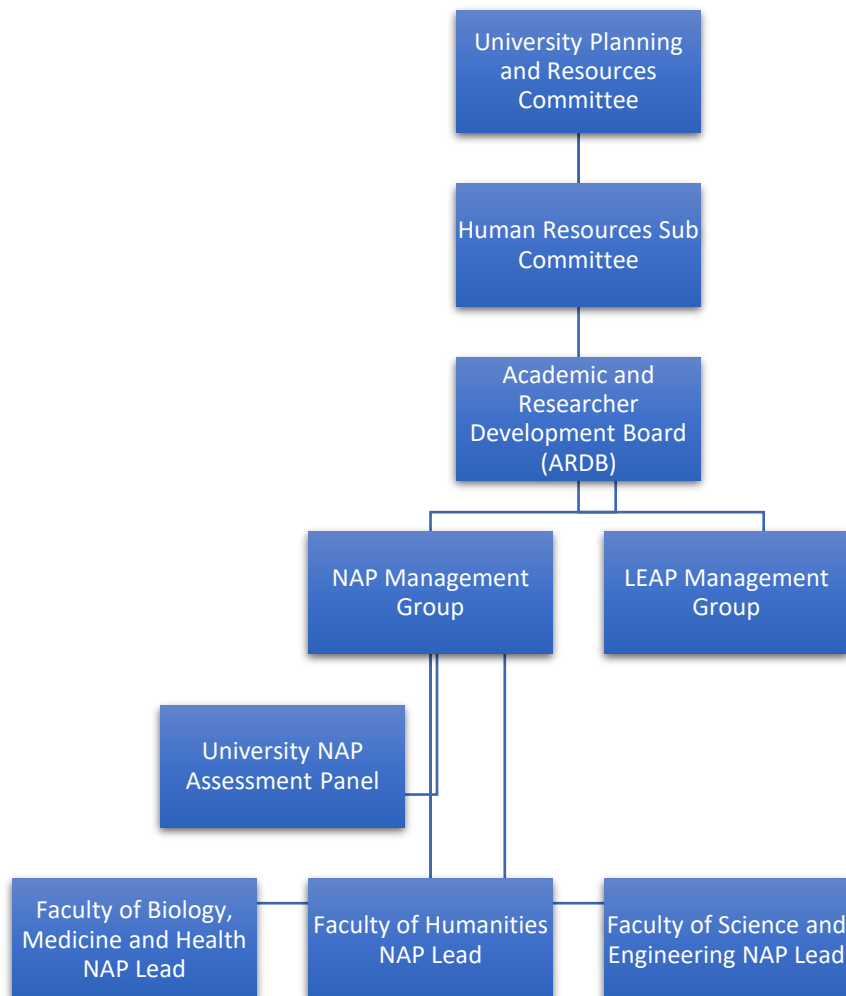 University Planning
and Resources
Committee
Human Resources Sub
Committee
Academic and
Researcher
Development Board
(ARDB)
NAP Management
Group
LEAP Management
Group
University NAP
Assessment Panel
Faculty of Biology,
Medicine and Health
NAP Lead
Faculty of Humanities
NAP Lead
Faculty of Science and
Engineering NAP Lead